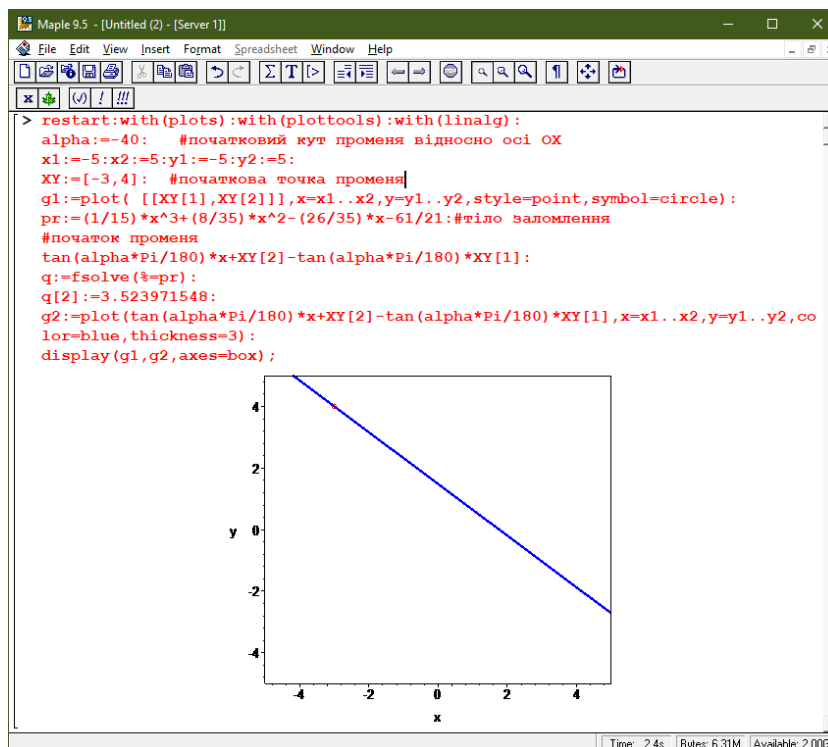 Maple 9.5 - [Untitled (2) - [Server 1]]
File Edit View Insert Format Spreadsheet Window Help
> restart:with(plots):with(plottools):with(linalg):
alpha:=-40: #початковий кут променя відносно осі ОХ
x1:=-5:x2:=5:y1:=-5:y2:=5:
XY:=[-3,4]: #початкова точка променя
g1:=plot( [[XY[1],XY[2]]],x=x1..x2,y=y1..y2,style=point,symbol=circle):
pr:=(1/15)*x^3+(8/35)*x^2-(26/35)*x-61/21:#тіло заломлення
#початок променя
tan(alpha*Pi/180)*x+XY[2]-tan(alpha*Pi/180)*XY[1]:
q:=fsolve(%=pr):
q[2]:=3.523971548:
g2:=plot(tan(alpha*Pi/180)*x+XY[2]-tan(alpha*Pi/180)*XY[1],x=x1..x2,y=y1..y2,co
lor=blue,thickness=3):
display(g1,g2,axes=box);
4
2
y 0
-2
-4
-4 -2 0 2 4
x
Time: 2.4s Bytes: 6.31M Available: 2.00G